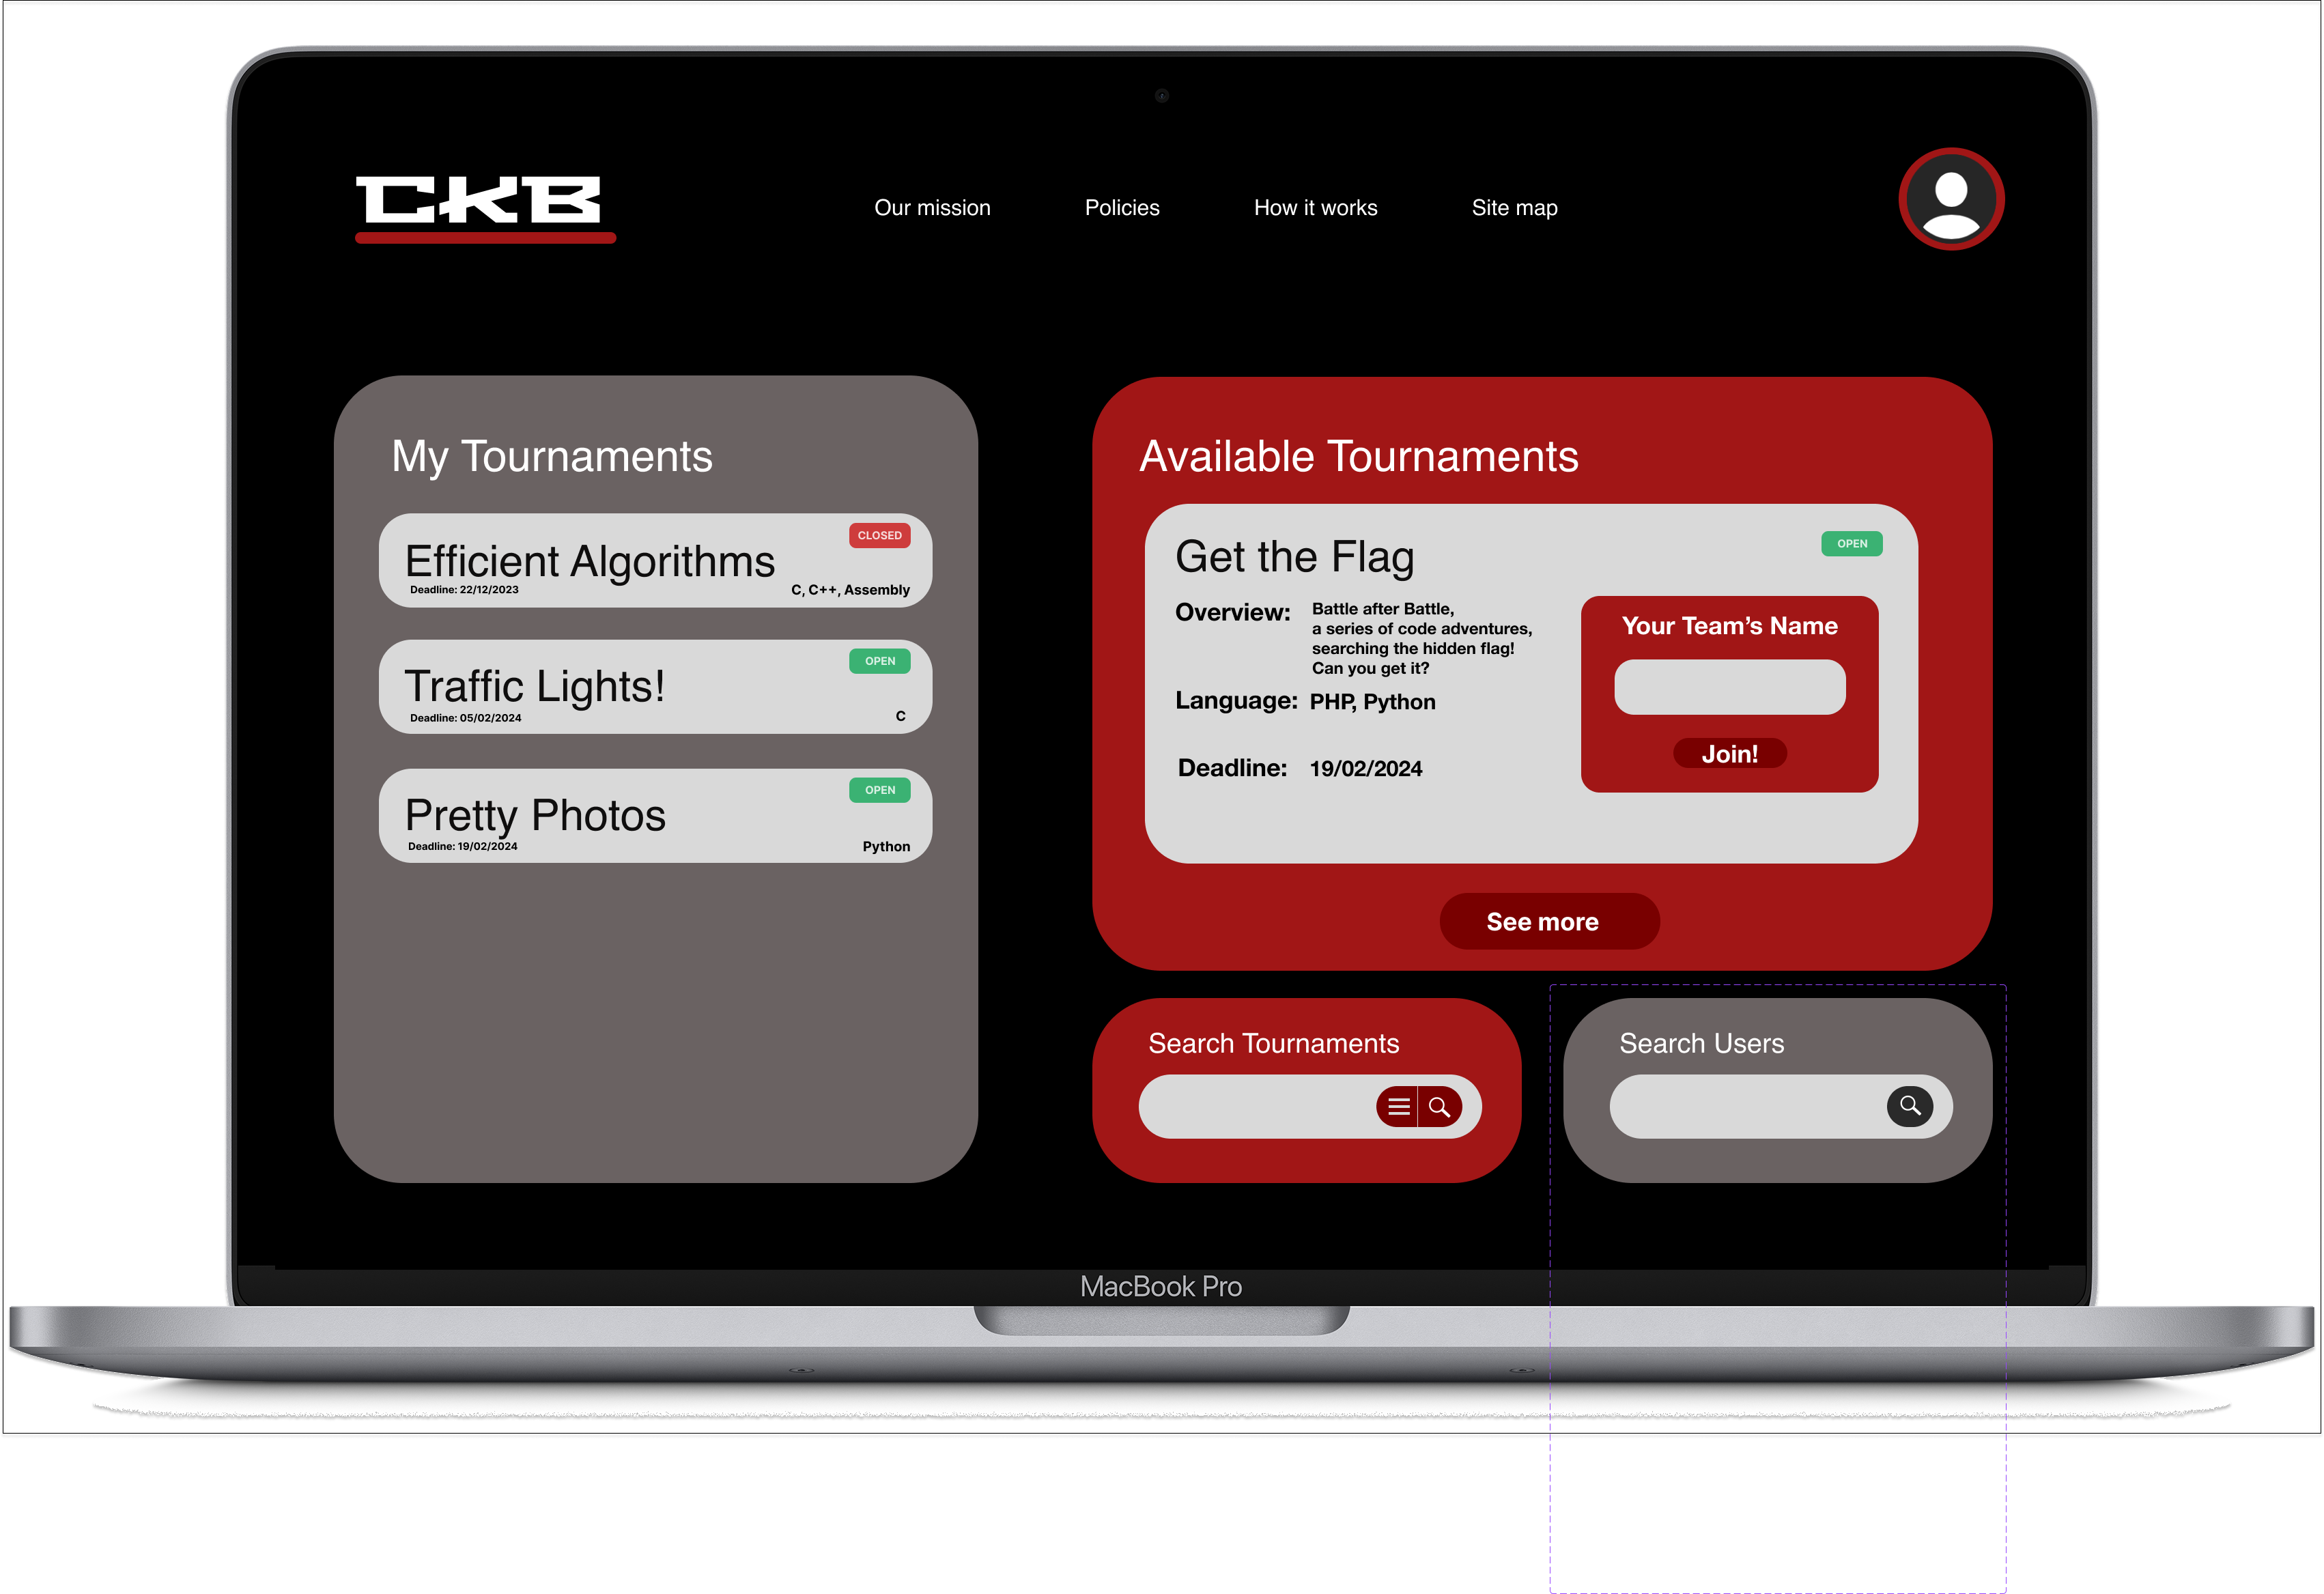 CKB
Our mission
Policies
How it works
Site map
My Tournaments
CLOSED
Efficient Algorithms
Deadline: 22/12/2023
C, C++, Assembly
OPEN
Traffic Lights!
Deadline: 05/02/2024
C
OPEN
Pretty Photos
Deadline: 19/02/2024
Python
Available Tournaments
Get the Flag
OPEN
Overview:
Battle after Battle,
a series of code adventures,
searching the hidden flag!
Can you get it?
Language: PHP, Python
Deadline: 19/02/2024
Your Team’s Name
Join!
See more
Search Tournaments
Search Users
MacBook Pro